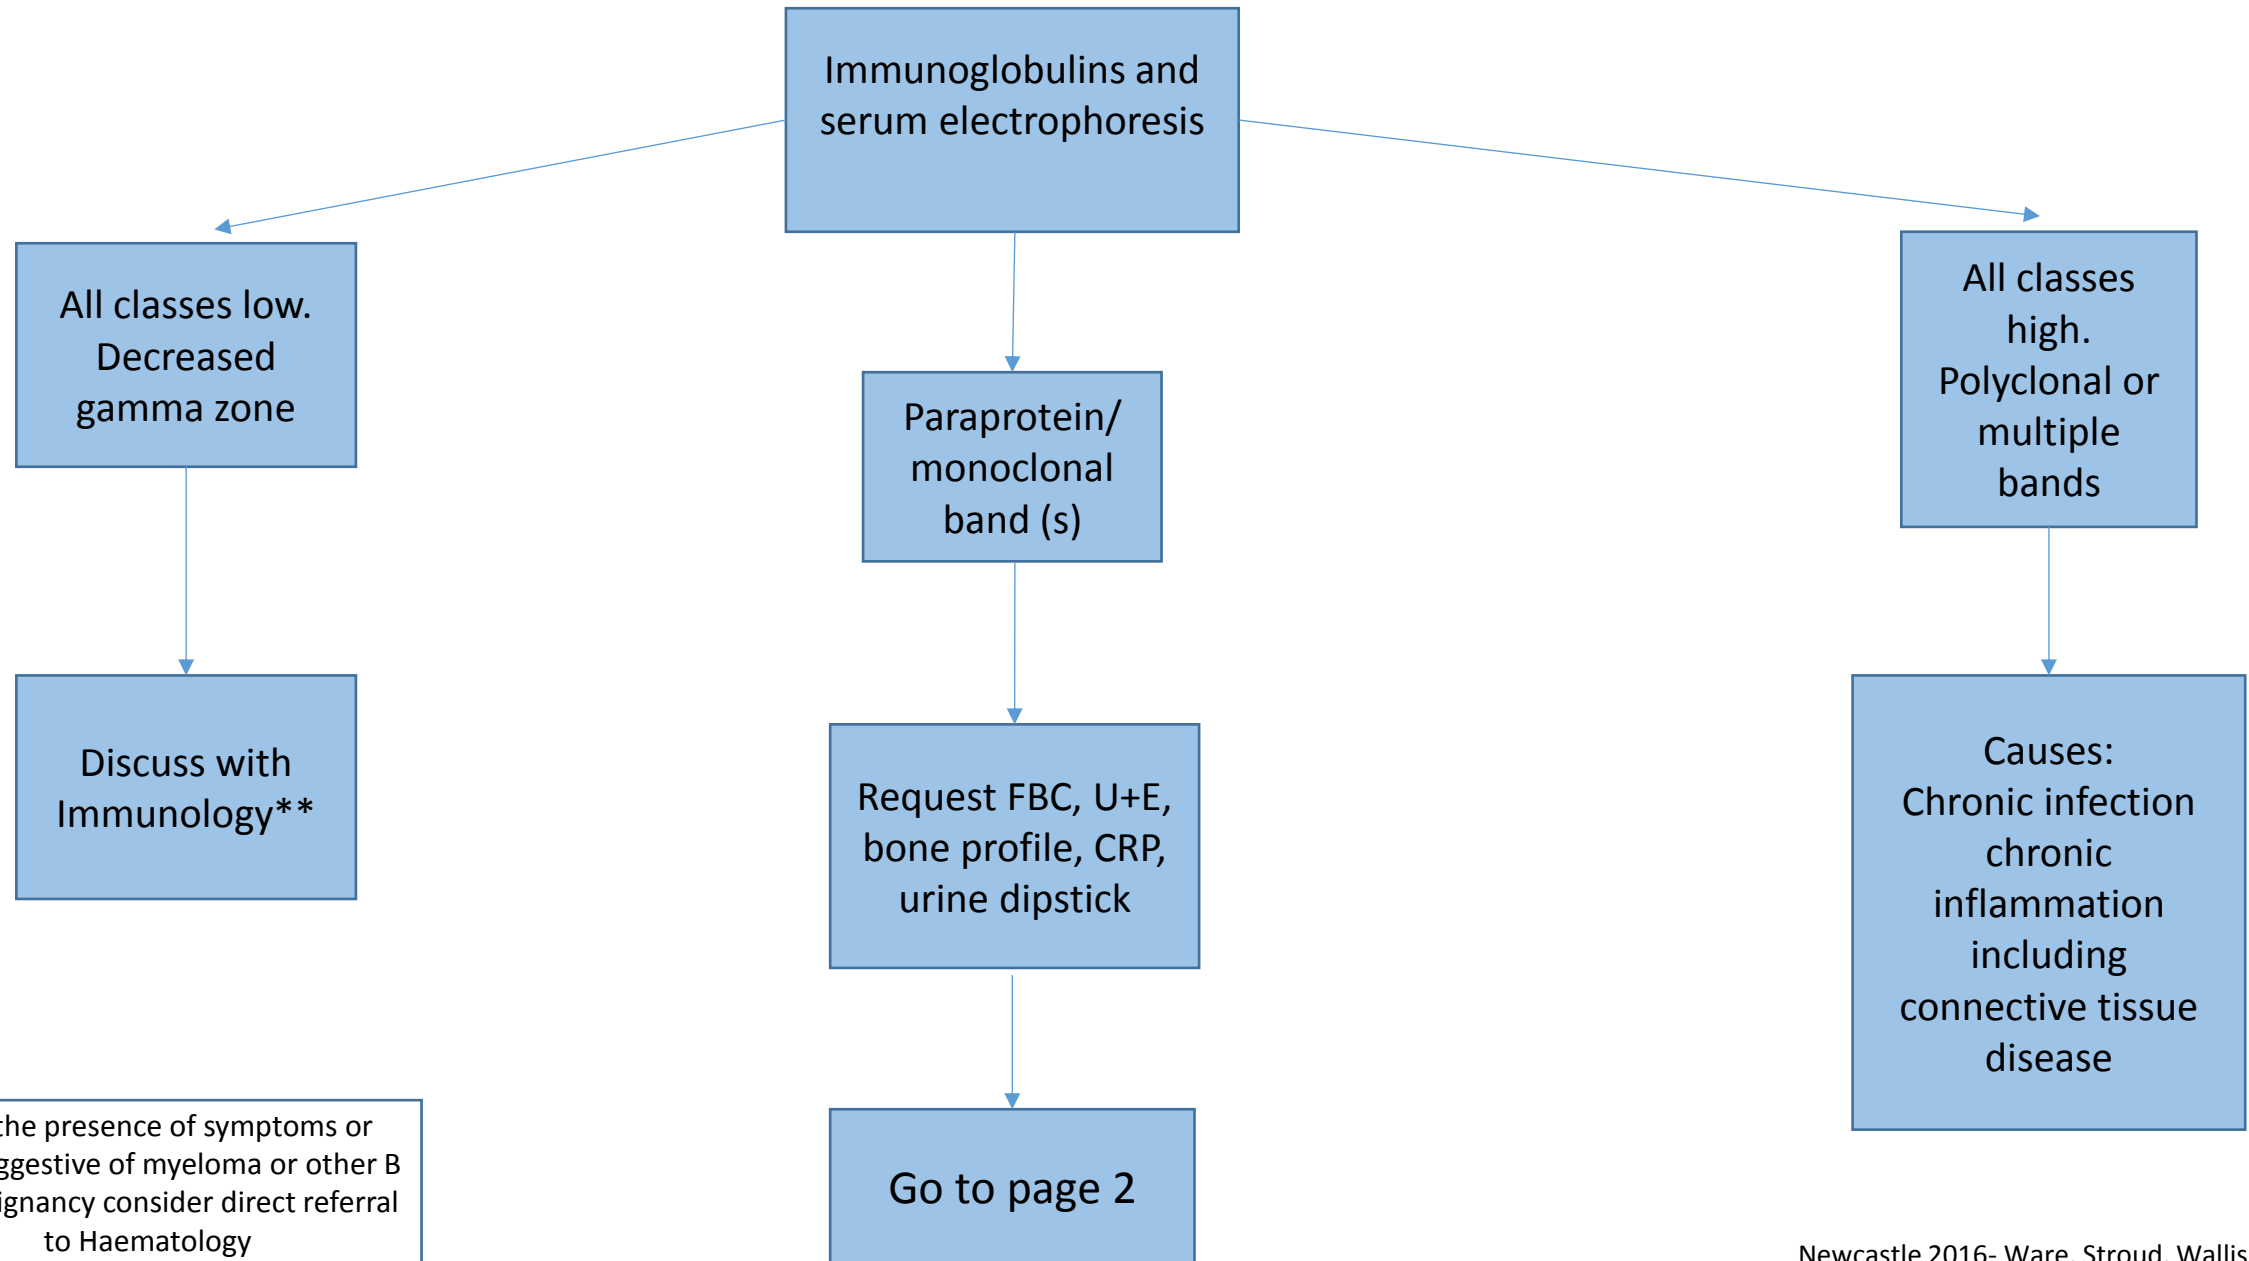 Immunoglobulins and
serum electrophoresis
All classes low.
Decreased
gamma zone
Paraprotein/
monoclonal
band (s)
All classes
high.
Polyclonal or
multiple
bands
Discuss with
Immunology**
Request FBC, U+E,
bone profile, CRP,
urine dipstick
Causes:
Chronic infection
chronic
inflammation
including
connective tissue
disease
the presence of symptoms or
of myeloma or other B
consider direct referral
to Haematology
Go to page 2
Newcastle 2016- Ware, Stroud, Wallis